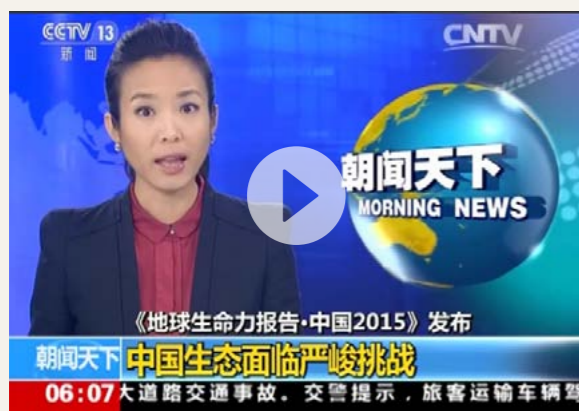 CCTV 13
新闻
CNTV
朝闻天下
MORNING NEWS
《地球生命力报告·中国2015》发布
朝闻天下
中国生态面临严峻挑战
06:07
大道路交通事故。交警提示，旅客运输车辆驾